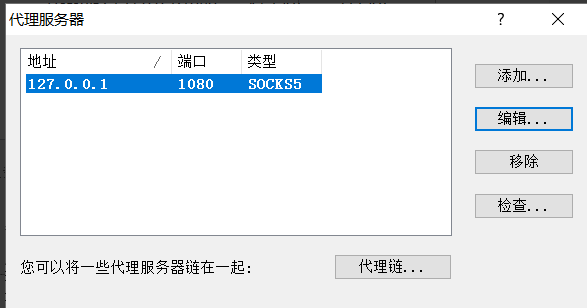 代理服务器
地址 / 端口 类型
127.0.0.1 1080 SOCKS5
添加...
编辑...
移除
检查...
您可以将一些代理服务器链在一起:
代理链...